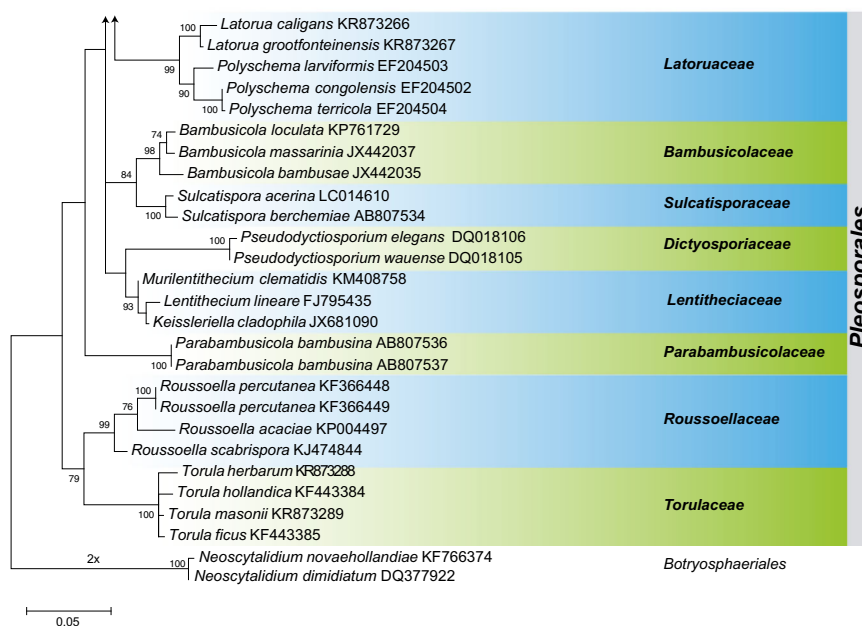 Latorua caligans KR873266
100
Latorua grootfonteinensis KR873267
99
Latoruaceae
Polyschema larviformis EF204503
90
Polyschema congolensis EF204502
100
Polyschema terricola EF204504
Bambusicola loculata KP761729
74
98
Bambusicola massarinia JX442037
Bambusicolaceae
84
Bambusicola bambusae JX442035
Sulcatispora acerina LC014610
100
Sulcatisporaceae
Sulcatispora berchemiae AB807534
Pseudodyctiosporium elegans DQ018106
100
Dictyosporiaceae
Pseudodyctiosporium wauense DQ018105
Murilentithecium clematidis KM408758
Lentithecium lineare FJ795435
Lentitheciaceae
93
Keissleriella cladophila JX681090
Parabambusicola bambusina AB807536
Parabambusicolaceae
100
Parabambusicola bambusina AB807537
Roussoella percutanea KF366448
100
Roussoella percutanea KF366449
76
Roussoellaceae
Roussoella acaciae KP004497
99
Roussoella scabrispora KJ474844
79
Torula herbarum KR873288
Torula hollandica KF443384
Torulaceae
100
Torula masonii KR873289
Torula ficus KF443385
Pleosporales
2x
Neoscytalidium novaehollandiae KF766374
100
Botryosphaeriales
Neoscytalidium dimidiatum DQ377922
0.05